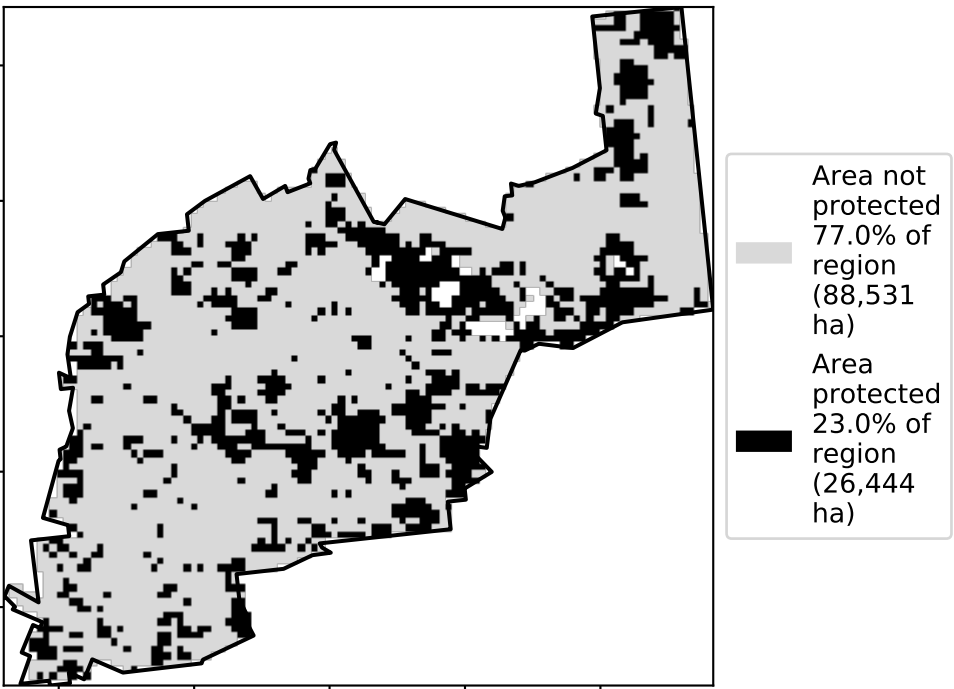 Area not
protected
77.0% of
region
(88,531
ha)
Area
protected
23.0% of
region
(26,444
ha)